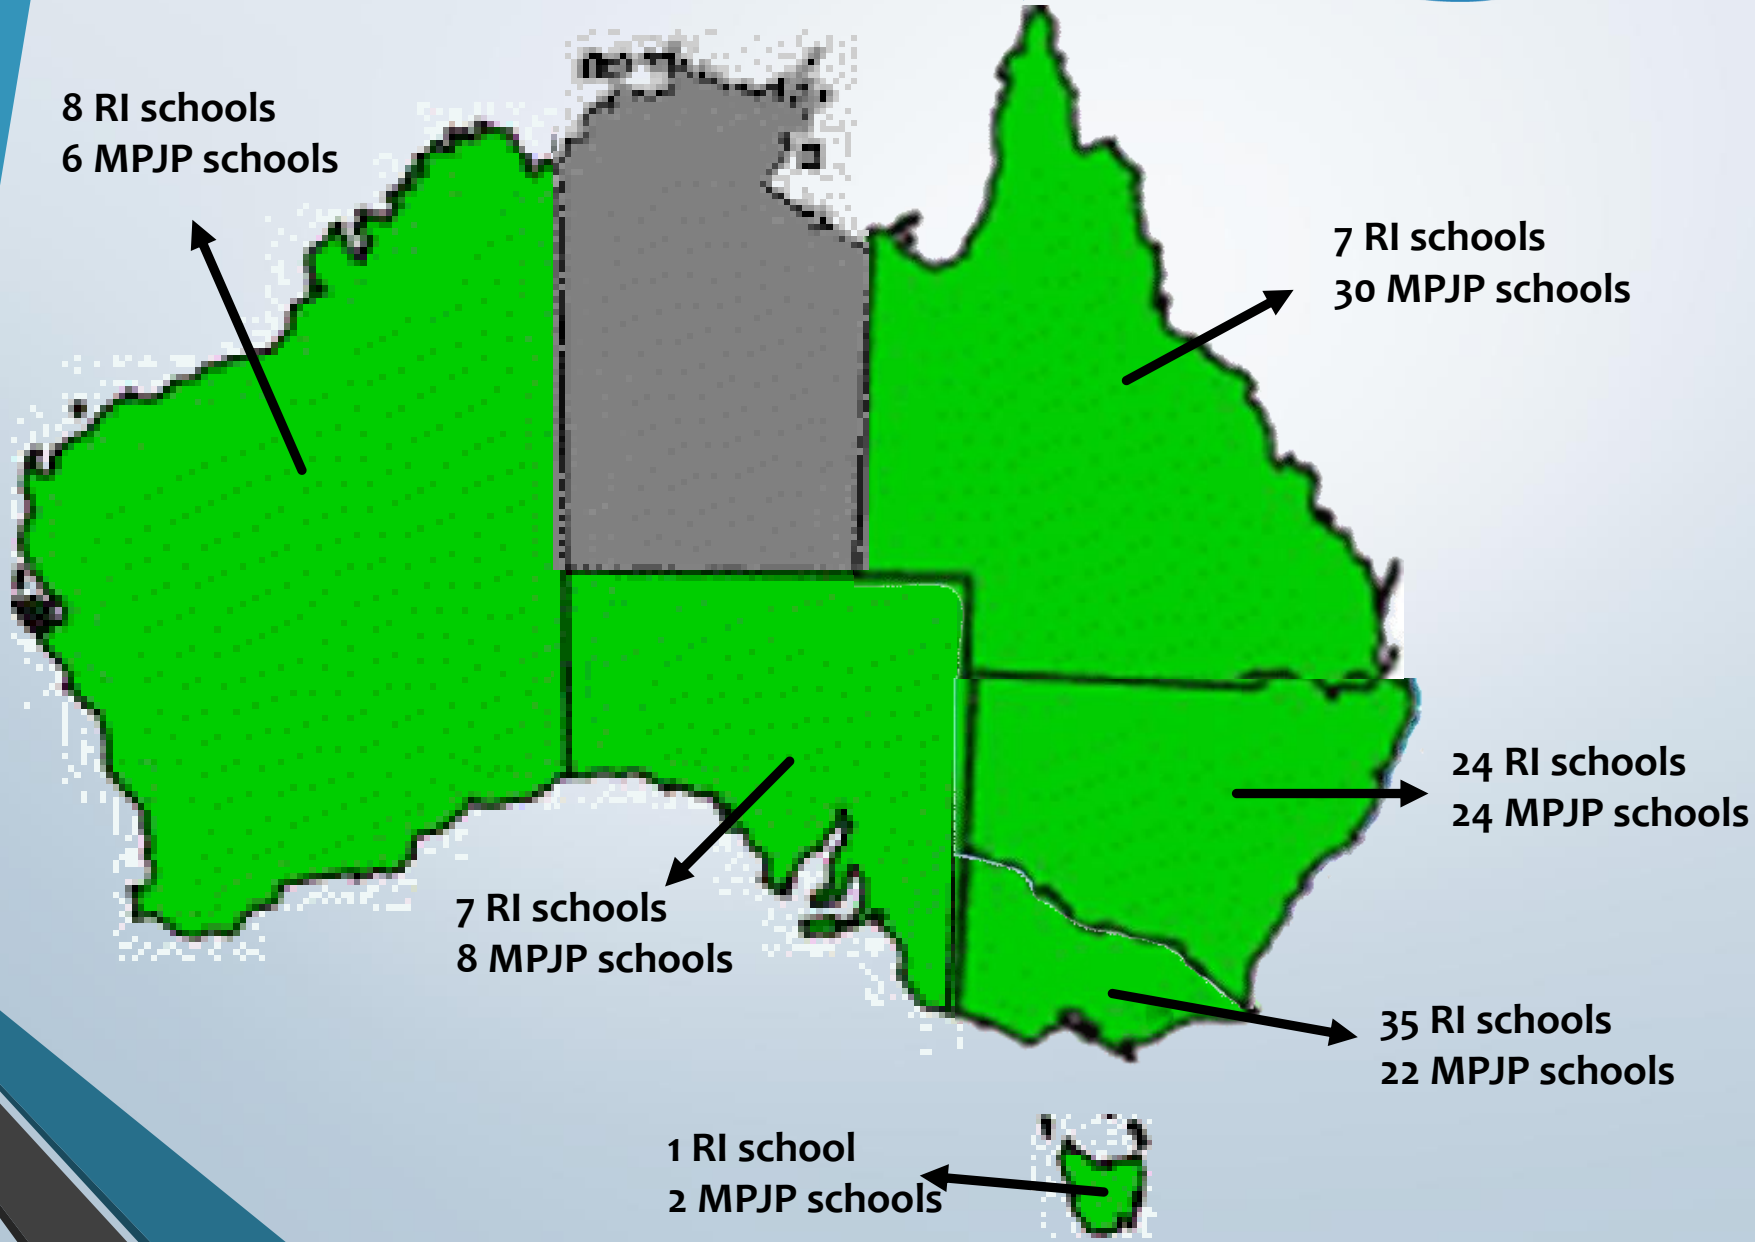 8 RI schools
6 MPJP schools
7 RI schools
30 MPJP schools
24 RI schools
24 MPJP schools
7 RI schools
8 MPJP schools
35 RI schools
22 MPJP schools
1 RI school
2 MPJP schools